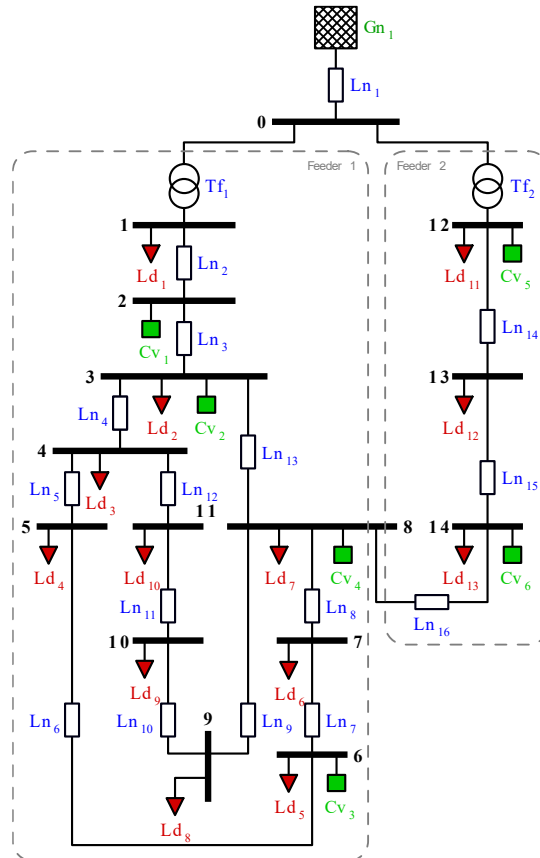 Gn₁
Ln₁
0
Feeder 1
Feeder 2
Tf₁
Tf₂
1
12
Ld₁
Ln₂
Ld₁₁
Cv₅
2
Cv₁
Ln₃
Ln₁₄
3
13
Ln₄
Ld₂
Cv₂
Ld₁₂
Ln₁₃
4
Ln₅
Ld₃
Ln₁₂
Ln₁₅
5
11
8
14
Ld₄
Ld₁₀
Ld₇
Cv₄
Ld₁₃
Cv₆
Ln₁₁
Ln₈
Ln₁₆
10
7
Ld₉
Ld₆
Ln₆
Ln₁₀
9
Ln₉
Ln₇
6
Ld₈
Ld₅
Cv₃